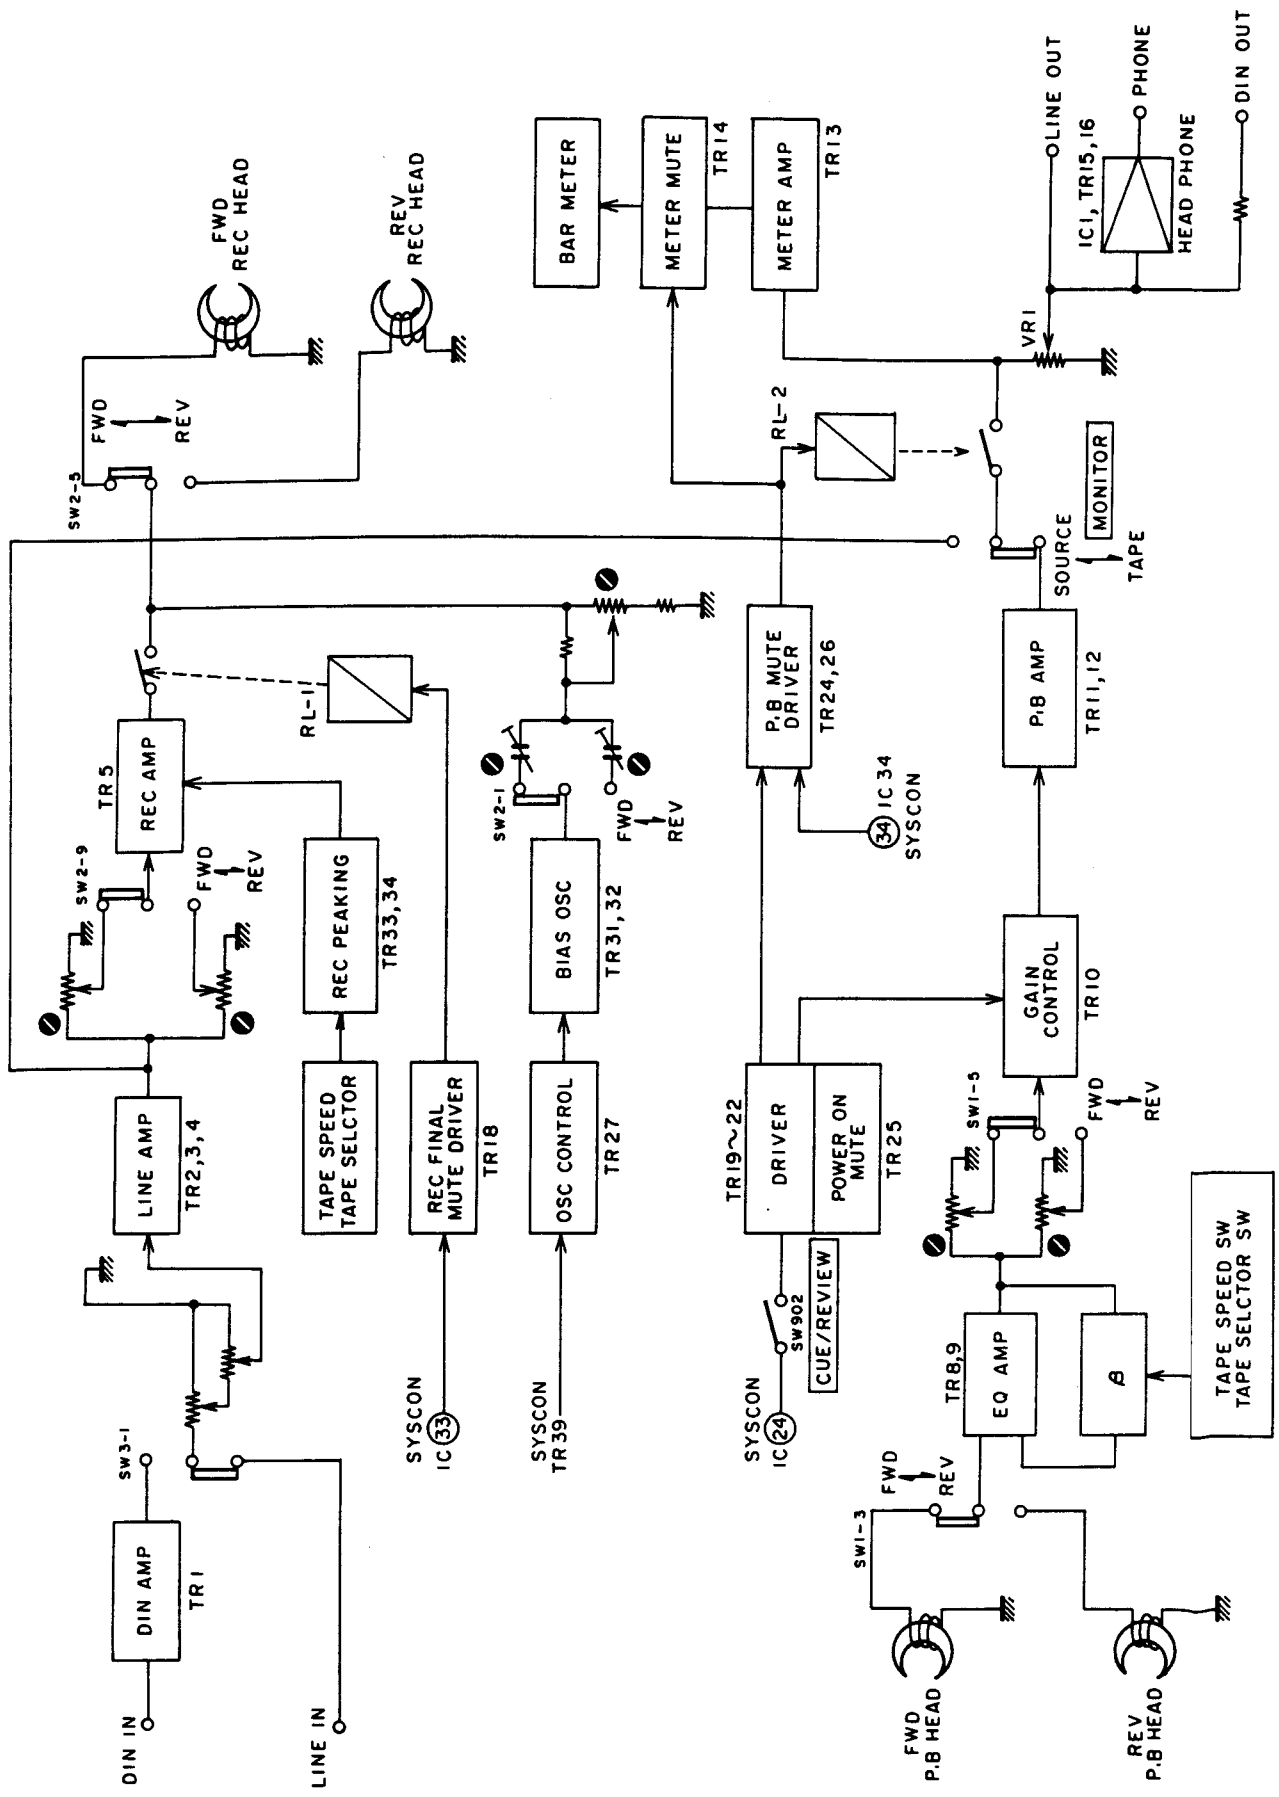 DIN IN
DIN AMP
TR1
SW3-1
LINE IN
LINE AMP
TR2,3,4
SW2-9
FWD
REV
TR5
REC AMP
SW2-5
FWD
REV
FWD
REC HEAD
REV
REC HEAD
TAPE SPEED
TAPE SELCTOR
REC PEAKING
TR33,34
RL-1
SYSCON
IC 33
REC FINAL
MUTE DRIVER
TR18
SYSCON
TR39
OSC CONTROL
TR27
BIAS OSC
TR31,32
SW2-1
FWD
REV
SYSCON
IC 24
SW902
CUE/REVIEW
TR19~22
DRIVER
POWER ON
MUTE
TR25
34 IC 34
SYSCON
P.B MUTE
DRIVER
TR24,26
RL-2
BAR METER
METER MUTE
TR14
METER AMP
TR13
FWD
P.B HEAD
REV
P.B HEAD
SW1-3
FWD
REV
TR8,9
EQ AMP
β
TAPE SPEED SW
TAPE SELCTOR SW
SW1-5
FWD
REV
GAIN
CONTROL
TR10
P.B AMP
TR11,12
SOURCE
TAPE
MONITOR
VR1
LINE OUT
IC1, TR15,16
PHONE
HEAD PHONE
DIN OUT